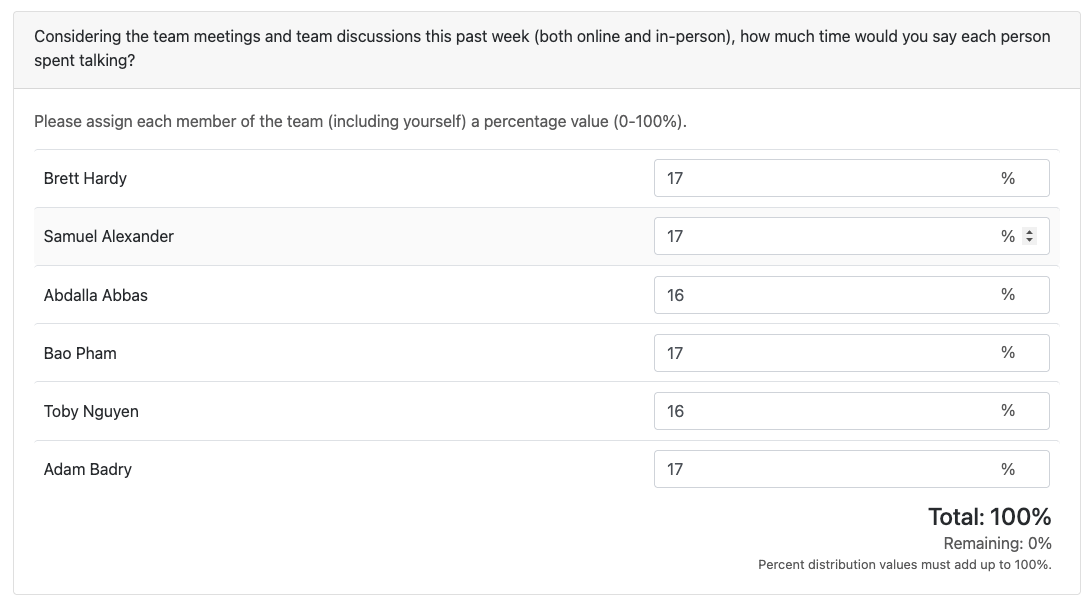 Considering the team meetings and team discussions this past week (both online and in-person), how much time would you say each person
spent talking?
Please assign each member of the team (including yourself) a percentage value (0-100%).
Brett Hardy 17 %
Samuel Alexander 17 %
Abdalla Abbas 16 %
Bao Pham 17 %
Toby Nguyen 16 %
Adam Badry 17 %
Total: 100%
Remaining: 0%
Percent distribution values must add up to 100%.